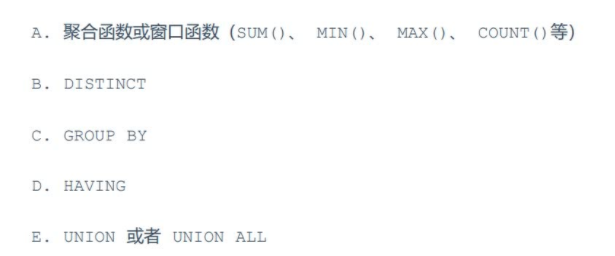 A. 聚合函数或窗口函数（SUM()、 MIN()、 MAX()、 COUNT()等）
B. DISTINCT
C. GROUP BY
D. HAVING
E. UNION 或者 UNION ALL